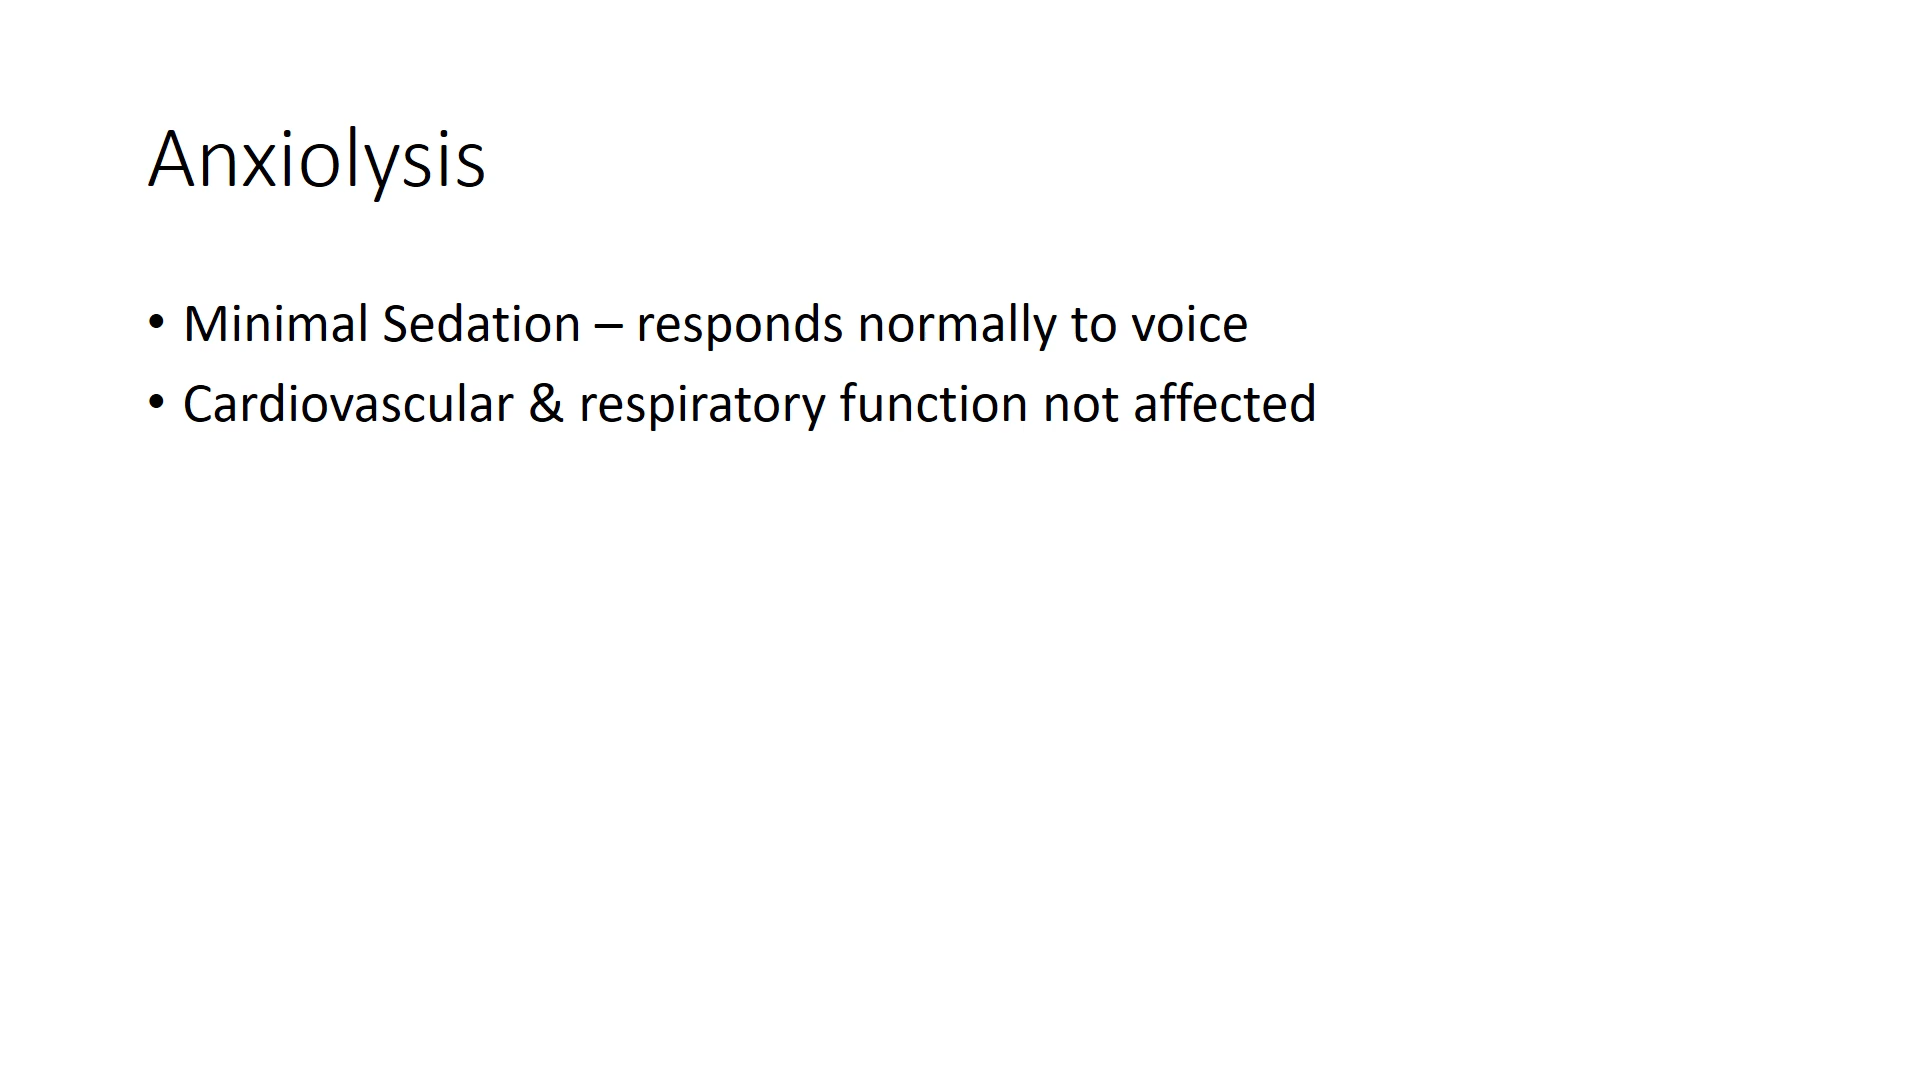 Anxiolysis
• Minimal Sedation – responds normally to voice
• Cardiovascular & respiratory function not affected